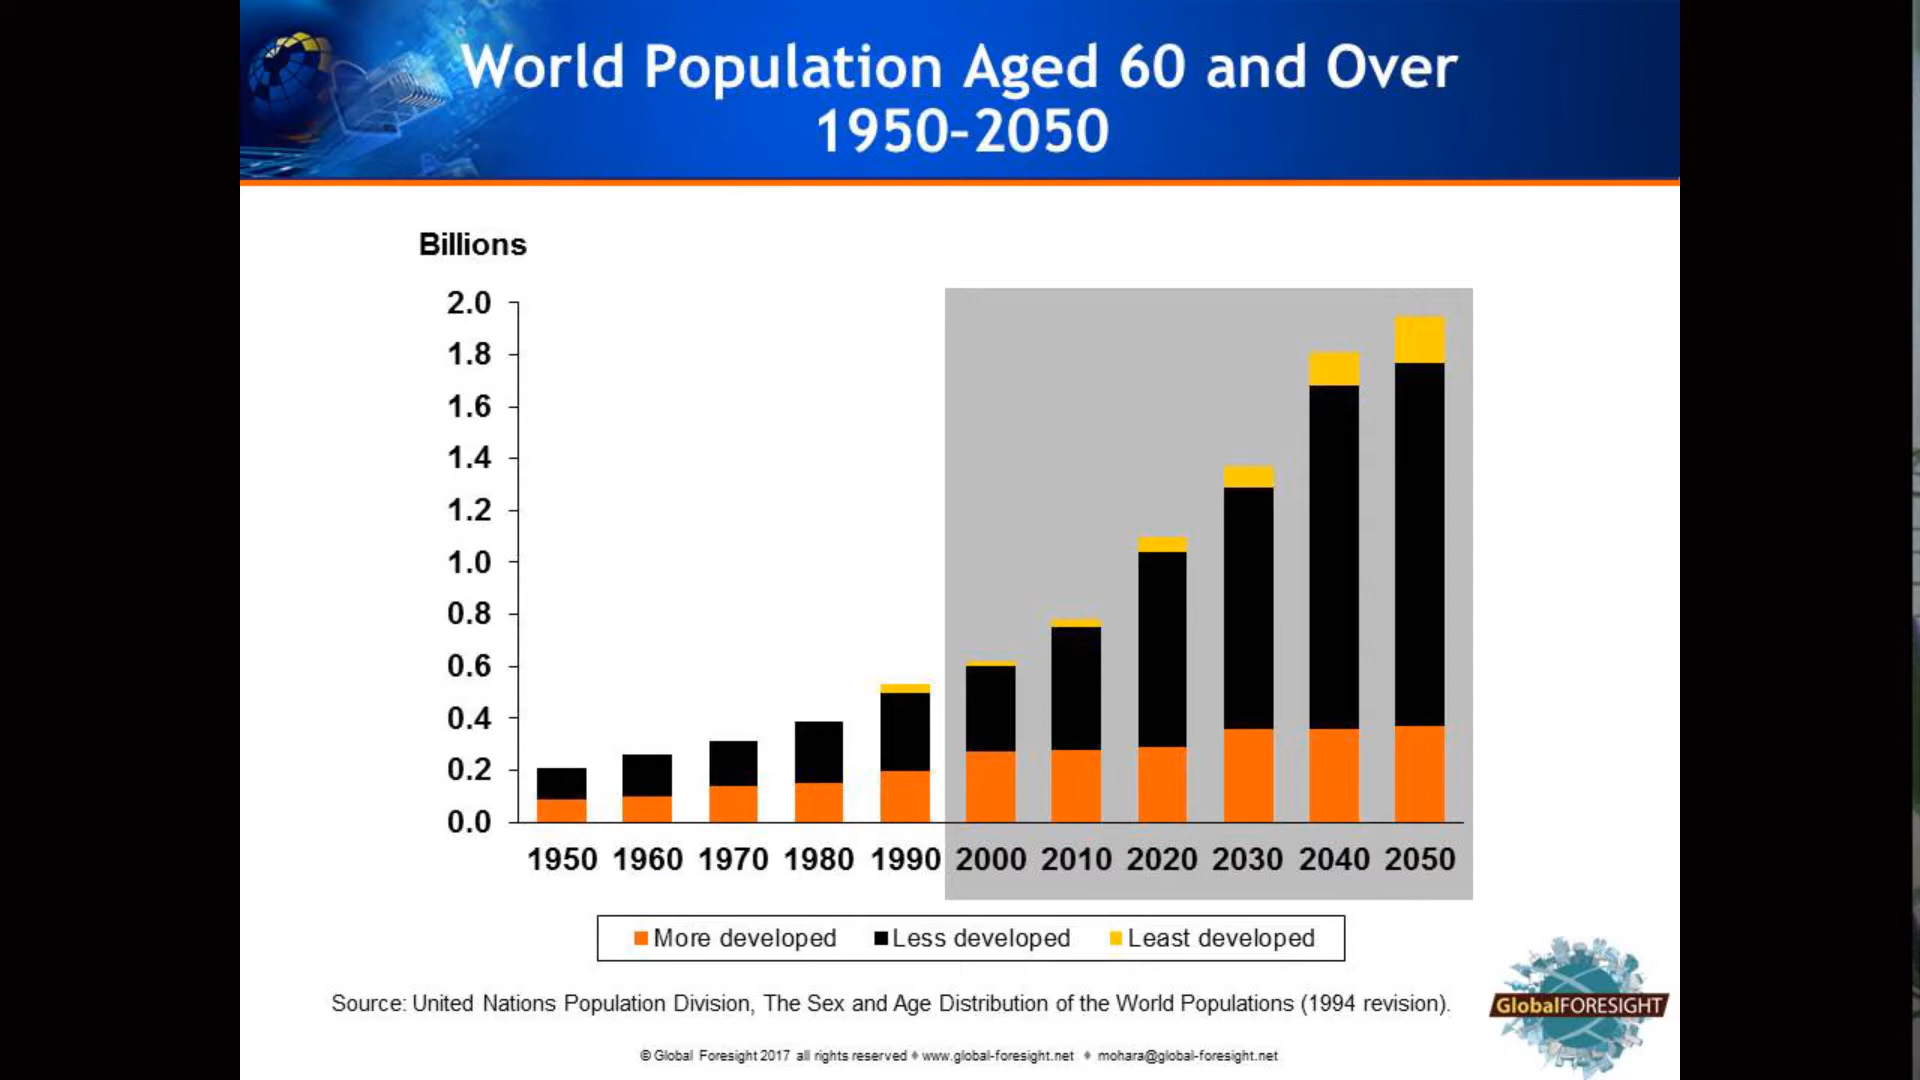 World Population Aged 60 and Over
1950-2050
Billions
2.0
1.8
1.6
1.4
1.2
1.0
0.8
0.6
0.4
0.2
0.0
1950 1960 1970 1980 1990 2000 2010 2020 2030 2040 2050
More developed Less developed Least developed
Source: United Nations Population Division, The Sex and Age Distribution of the World Populations (1994 revision).
GlobalFORESIGHT
© Global Foresight 2017 all rights reserved ♦ www.global-foresight.net ♦ mohara@global-foresight.net